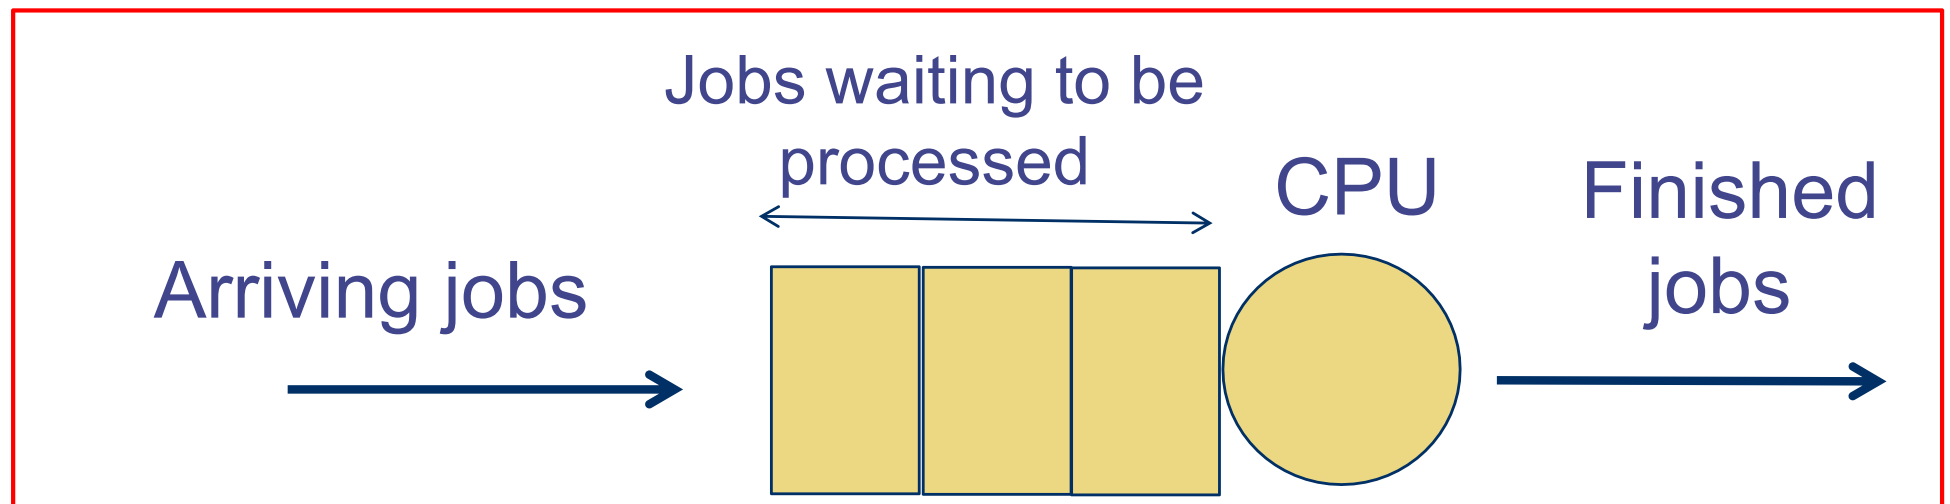 Jobs waiting to be
processed
CPU
Finished
jobs
Arriving jobs